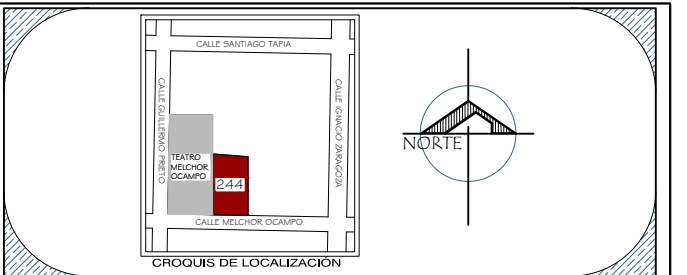 CALLE SANTIAGO TAPIA
CALLE GUILLERMO PRIETO
CALLE IGNACIO ZARAGOZA
TEATRO
MELCHOR
OCAMPO
244
CALLE MELCHOR OCAMPO
CROQUIS DE LOCALIZACIÓN
NORTE